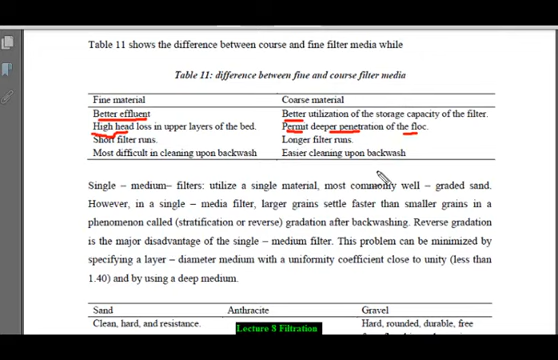 Table 11 shows the difference between course and fine filter media while
Table 11: difference between fine and course filter media
Fine material Coarse material
Better effluent Better utilization of the storage capacity of the filter.
High head loss in upper layers of the bed. Permit deeper penetration of the floc.
Short filter runs. Longer filter runs.
Most difficult in cleaning upon backwash Easier cleaning upon backwash
Single – medium– filters: utilize a single material, most commonly well – graded sand.
However, in a single – media filter, larger grains settle faster than smaller grains in a
phenomenon called (stratification or reverse) gradation after backwashing. Reverse gradation
is the major disadvantage of the single – medium filter. This problem can be minimized by
specifying a layer – diameter medium with a uniformity coefficient close to unity (less than
1.40) and by using a deep medium.
Sand Anthracite Gravel
Clean, hard, and resistance. Hard, rounded, durable, free
Lecture 8 Filtration